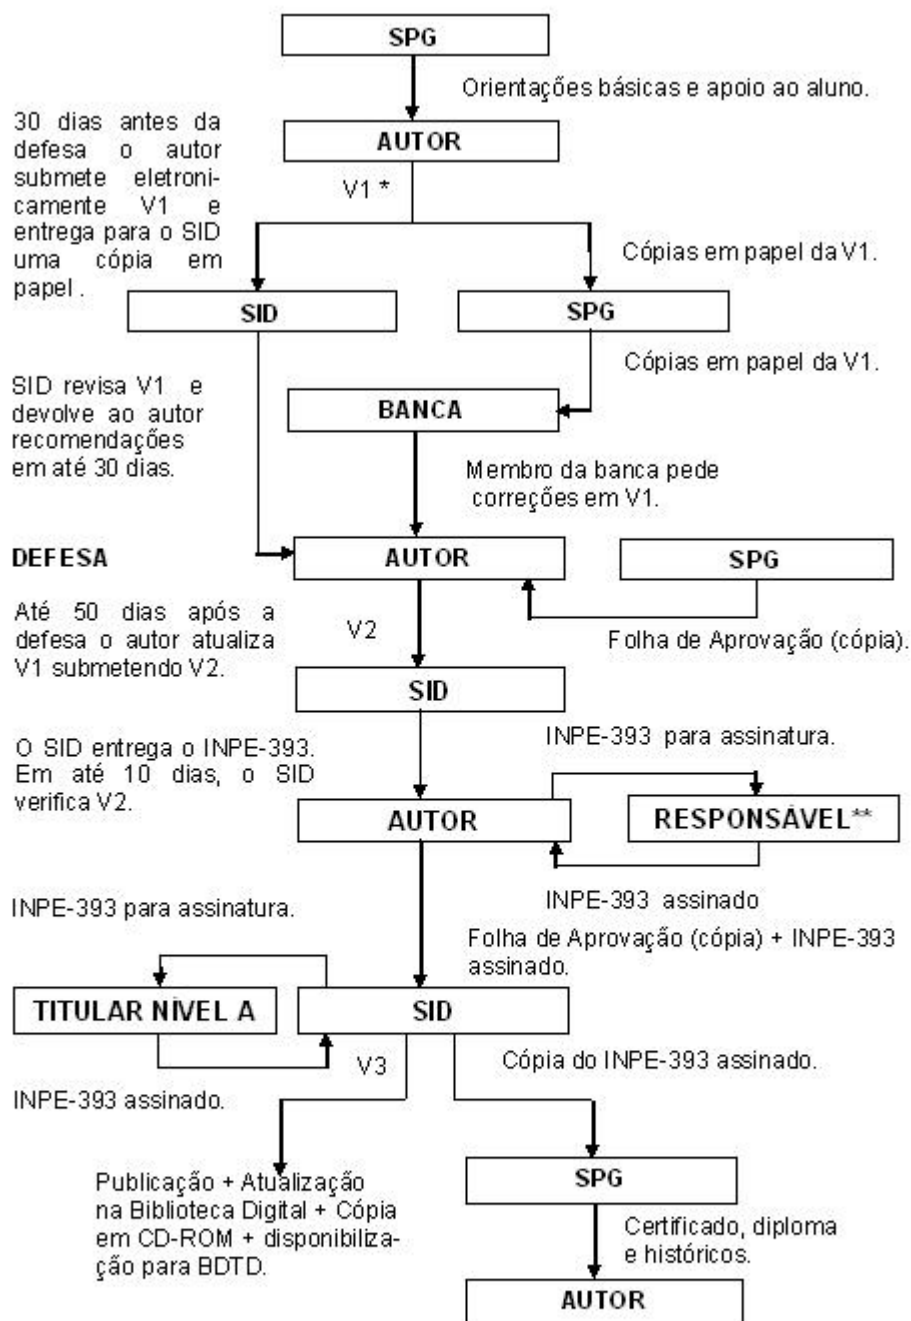 SPG
Orientações básicas e apoio ao aluno.
30 dias antes da
defesa o autor
submete eletroni-
camente V1 e
entrega para o SID
uma cópia em
papel .
AUTOR
V1 *
Cópias em papel da V1.
SID
SPG
Cópias em papel da V1.
SID revisa V1 e
devolve ao autor
recomendações
em até 30 dias.
BANCA
Membro da banca pede
correções em V1.
DEFESA
AUTOR
SPG
Até 50 dias após a
defesa o autor atualiza
V1 submetendo V2.
V2
Folha de Aprovação (cópia).
SID
O SID entrega o INPE-393.
Em até 10 dias, o SID
verifica V2.
INPE-393 para assinatura.
AUTOR
RESPONSÁVEL**
INPE-393 assinado
INPE-393 para assinatura.
Folha de Aprovação (cópia) + INPE-393
assinado.
TITULAR NÍVEL A
SID
V3
Cópia do INPE-393 assinado.
INPE-393 assinado.
Publicação + Atualização
na Biblioteca Digital + Cópia
em CD-ROM + disponibiliza-
ção para BDTD.
SPG
Certificado, diploma
e históricos.
AUTOR